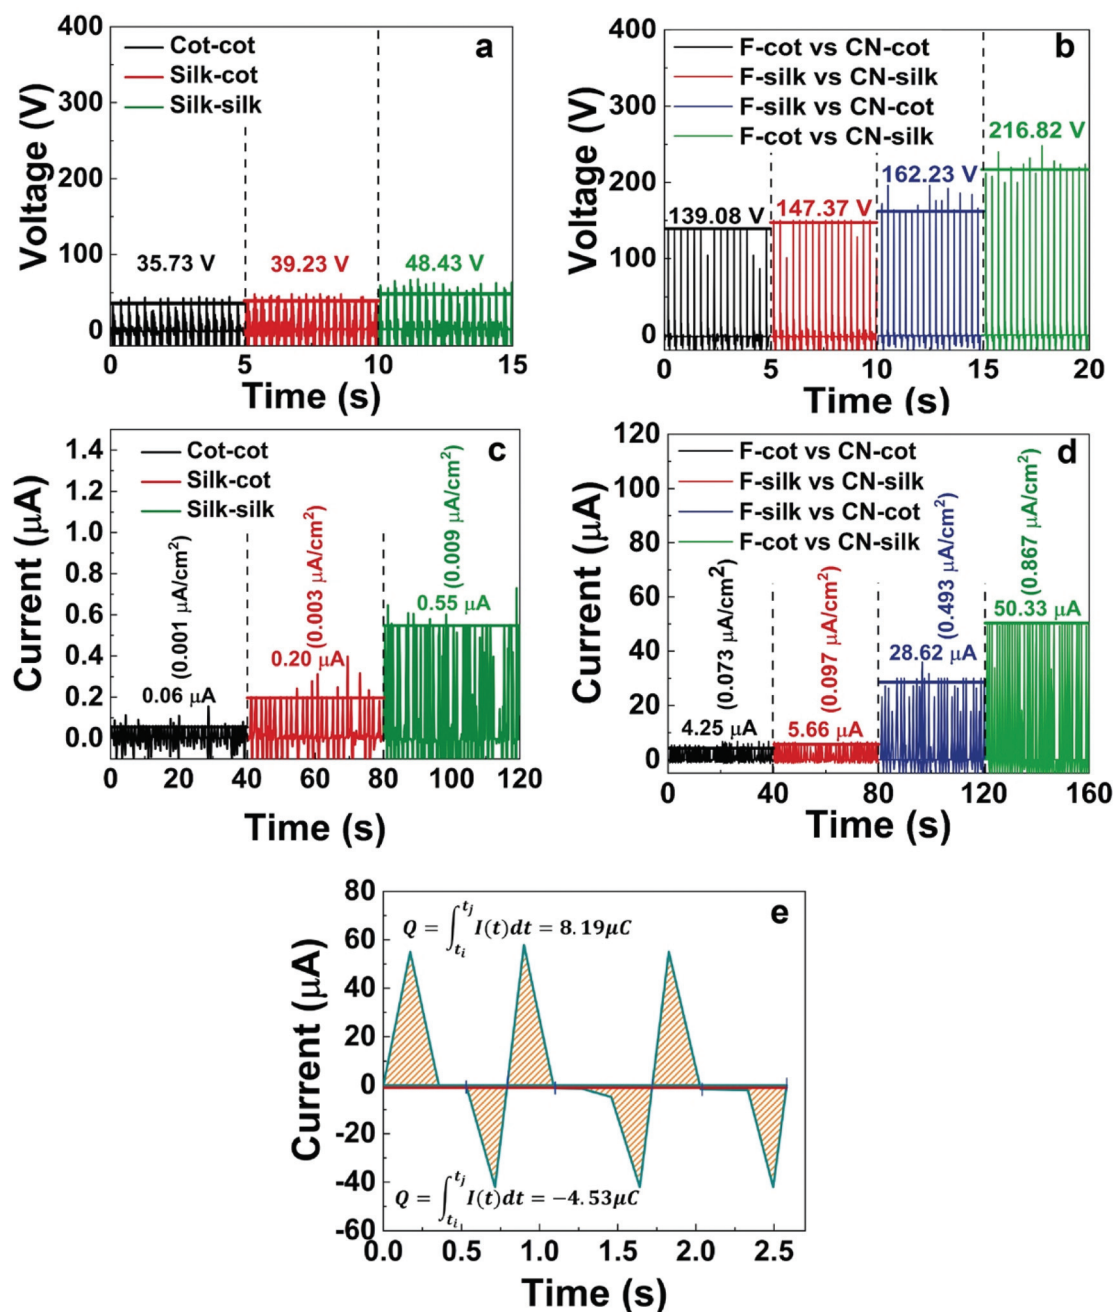 a
Cot-cot
Silk-cot
Silk-silk
400
300
200
100
0
Voltage (V)
35.73 V
39.23 V
48.43 V
0 5 10 15
Time (s)
b
F-cot vs CN-cot
F-silk vs CN-silk
F-silk vs CN-cot
F-cot vs CN-silk
400
300
200
100
0
Voltage (V)
139.08 V
147.37 V
162.23 V
216.82 V
0 5 10 15 20
Time (s)
c
Cot-cot
Silk-cot
Silk-silk
1.4
1.2
1.0
0.8
0.6
0.4
0.2
0.0
Current (μA)
0.06 μA
(0.001 μA/cm²)
0.20 μA
(0.003 μA/cm²)
0.55 μA
(0.009 μA/cm²)
0 20 40 60 80 100 120
Time (s)
d
F-cot vs CN-cot
F-silk vs CN-silk
F-silk vs CN-cot
F-cot vs CN-silk
120
100
80
60
40
20
0
Current (μA)
4.25 μA
(0.073 μA/cm²)
5.66 μA
(0.097 μA/cm²)
28.62 μA
(0.493 μA/cm²)
50.33 μA
(0.867 μA/cm²)
0 40 80 120 160
Time (s)
e
80
60
40
20
0
-20
-40
-60
Current (μA)
Q = ∫_{t_i}^{t_j} I(t)dt = 8.19μC
Q = ∫_{t_i}^{t_j} I(t)dt = −4.53μC
0.0 0.5 1.0 1.5 2.0 2.5
Time (s)